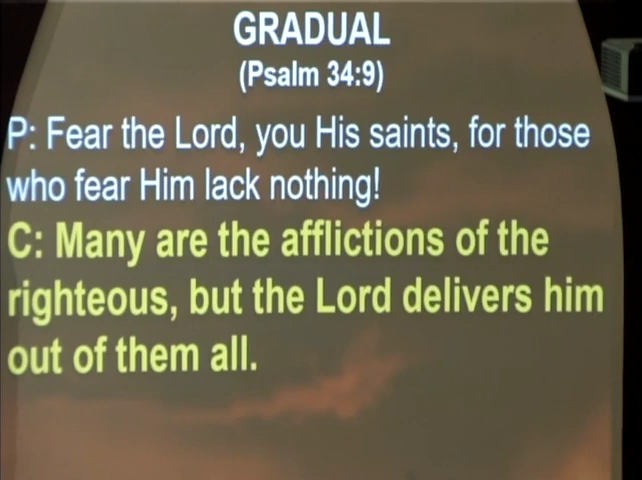 GRADUAL
(Psalm 34:9)
P: Fear the Lord, you His saints, for those
who fear Him lack nothing!
C: Many are the afflictions of the
righteous, but the Lord delivers him
out of them all.